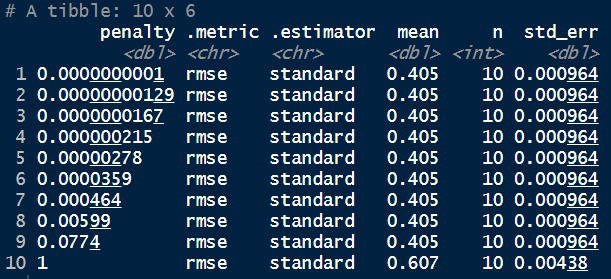 # A tibble: 10 x 6
penalty .metric .estimator mean n std_err
<dbl> <chr> <chr> <dbl> <int> <dbl>
1 0.0000000001 rmse standard 0.405 10 0.000964
2 0.00000000129 rmse standard 0.405 10 0.000964
3 0.0000000167 rmse standard 0.405 10 0.000964
4 0.000000215 rmse standard 0.405 10 0.000964
5 0.00000278 rmse standard 0.405 10 0.000964
6 0.0000359 rmse standard 0.405 10 0.000964
7 0.000464 rmse standard 0.405 10 0.000964
8 0.00599 rmse standard 0.405 10 0.000964
9 0.0774 rmse standard 0.405 10 0.000964
10 1 rmse standard 0.607 10 0.00438